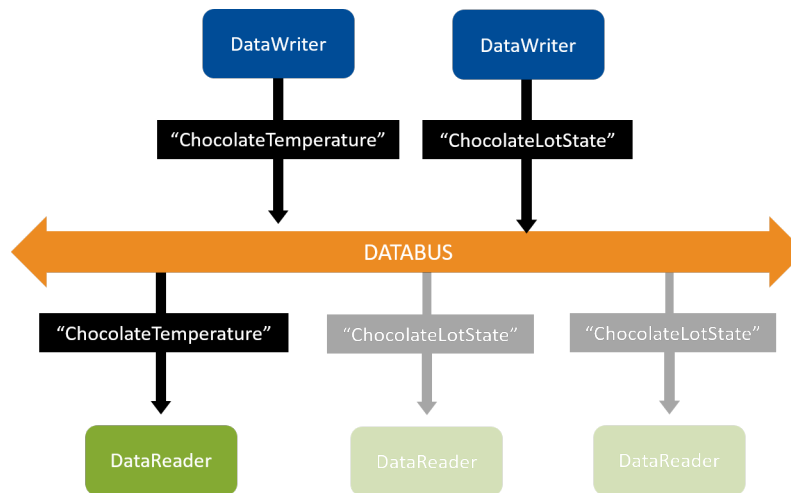 DataWriter
DataWriter
“ChocolateTemperature”
“ChocolateLotState”
DATABUS
“ChocolateTemperature”
“ChocolateLotState”
“ChocolateLotState”
DataReader
DataReader
DataReader